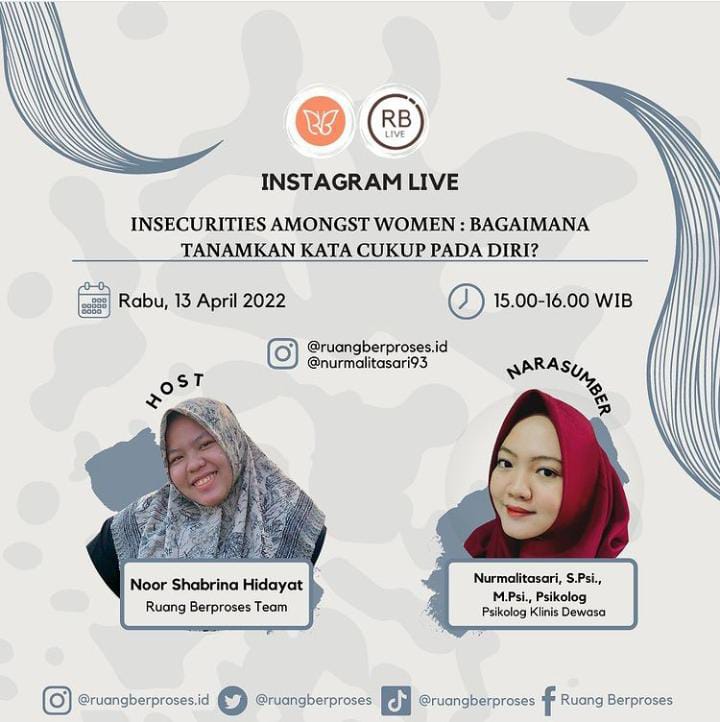 RB
LIVE
INSTAGRAM LIVE
INSECURITIES AMONGST WOMEN : BAGAIMANA
TANAMKAN KATA CUKUP PADA DIRI?
Rabu, 13 April 2022
15.00-16.00 WIB
@ruangberproses.id
@nurmalitasari93
HOST
NARASUMBER
Noor Shabrina Hidayat
Ruang Berproses Team
Nurmalitasari, S.Psi.,
M.Psi., Psikolog
Psikolog Klinis Dewasa
@ruangberproses.id
@ruangberproses
@ruangberproses
Ruang Berproses